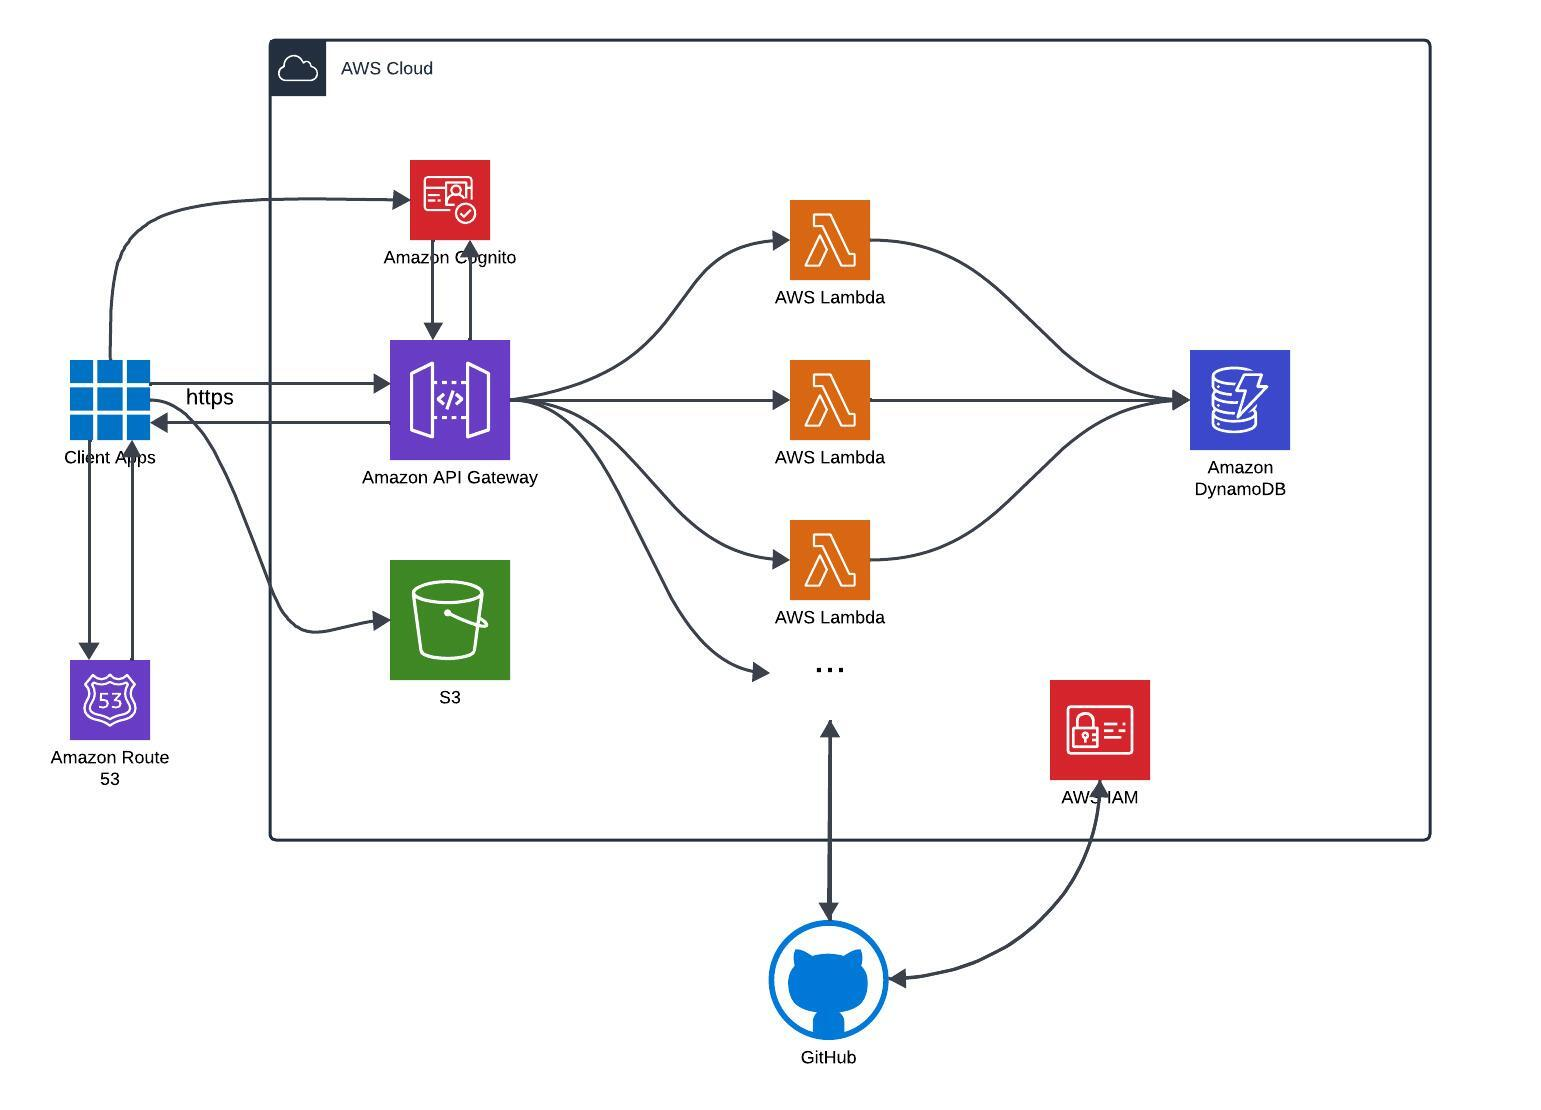 AWS Cloud
Amazon Cognito
AWS Lambda
https
Client Apps
Amazon API Gateway
AWS Lambda
Amazon
DynamoDB
AWS Lambda
S3
...
53
Amazon Route
53
AWS IAM
GitHub